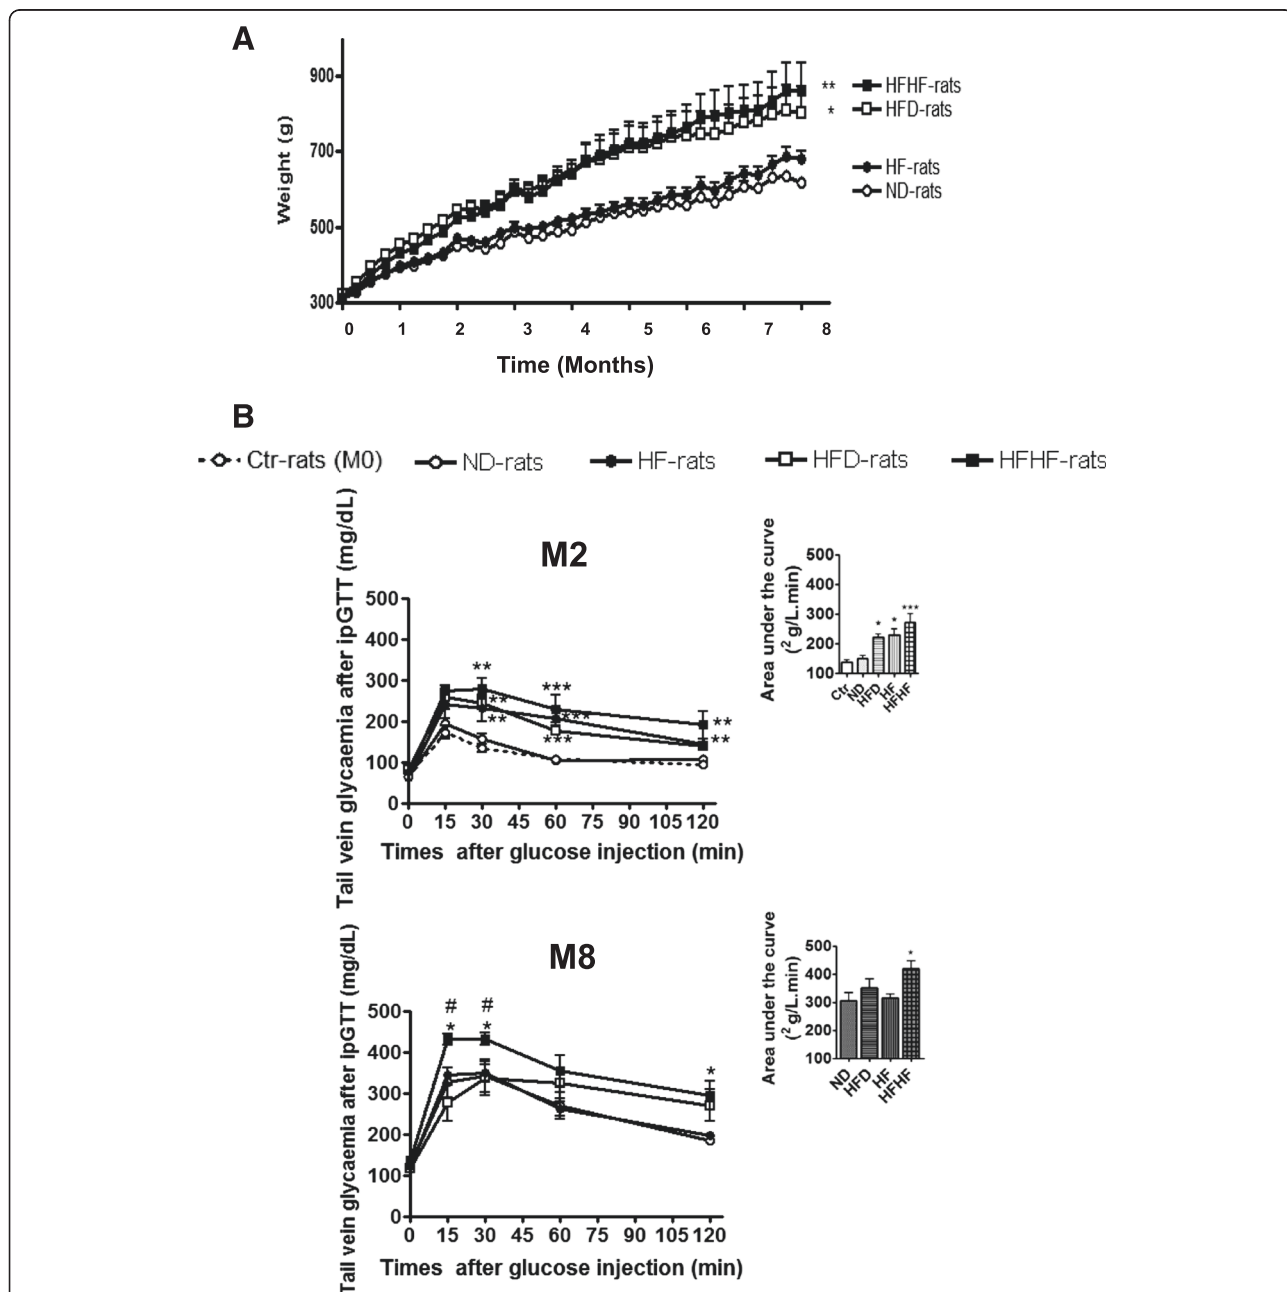 A
Weight (g)
900
700
500
300
0 1 2 3 4 5 6 7 8
Time (Months)
** HFHF-rats
* HFD-rats
HF-rats
ND-rats
B
Ctr-rats (M0) ND-rats HF-rats HFD-rats HFHF-rats
M2
Tail vein glycaemia after ipGTT (mg/dL)
500
400
300
200
100
0
** ** ** *** *** *** ** **
0 15 30 45 60 75 90 105 120
Times after glucose injection (min)
Area under the curve
(² g/L.min)
500
400
300
200
100
* * ***
Ctr ND HFD HF HFHF
M8
Tail vein glycaemia after ipGTT (mg/dL)
500
400
300
200
100
0
# #
* * *
0 15 30 45 60 75 90 105 120
Times after glucose injection (min)
Area under the curve
(² g/L.min)
500
400
300
200
100
*
ND HFD HF HFHF